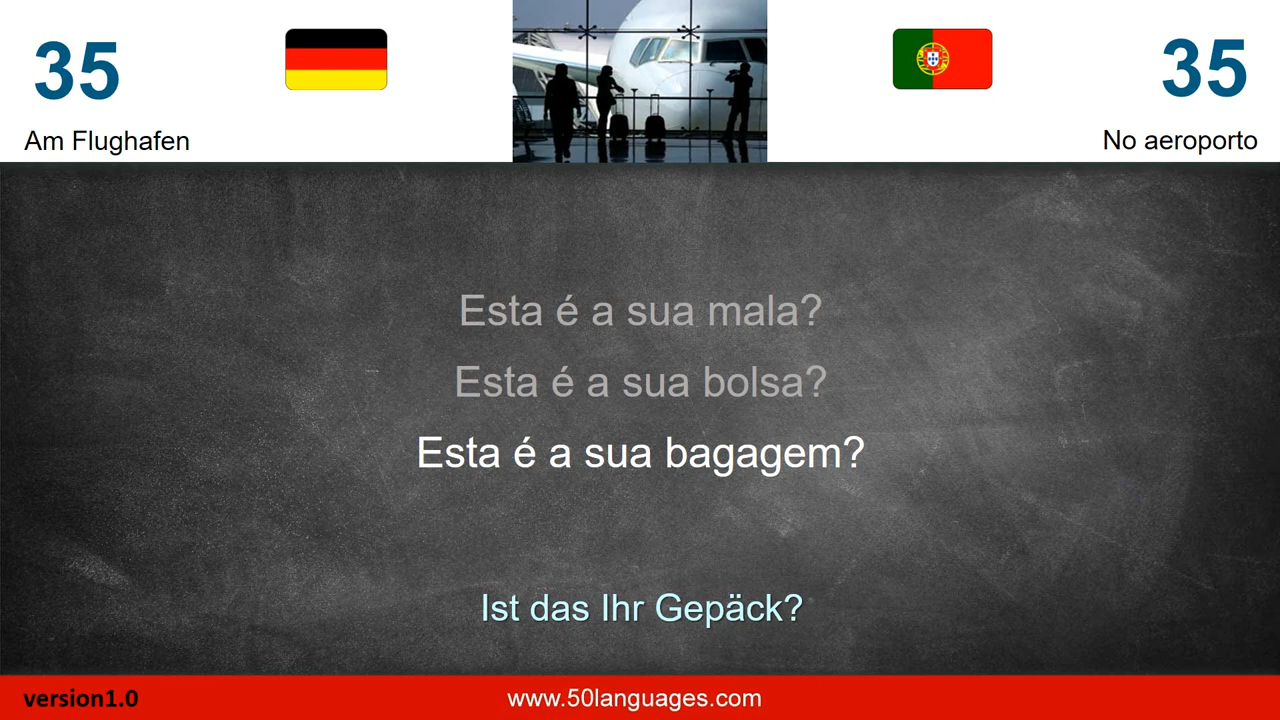 35
35
Am Flughafen
No aeroporto
Esta é a sua mala?
Esta é a sua bolsa?
Esta é a sua bagagem?
Ist das Ihr Gepäck?
version1.0
www.50languages.com